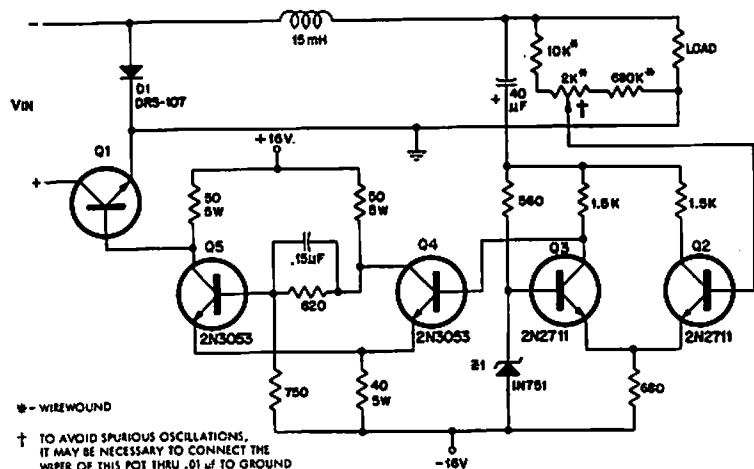 15mH
10K*
LOAD
2K*
680K*
†
D1
DRS-107
+ 40
µF
VIN
+16V.
Q1
50
5W
50
5W
560
1.5K
1.5K
Q5
Q4
Q3
Q2
.15µF
620
2N3053
2N3053
2N2711
2N2711
750
40
5W
Z1
1N751
680
-16V
*- WIREWOUND
† TO AVOID SPURIOUS OSCILLATIONS,
IT MAY BE NECESSARY TO CONNECT THE
WIPER OF THIS POT THRU .01 µf TO GROUND